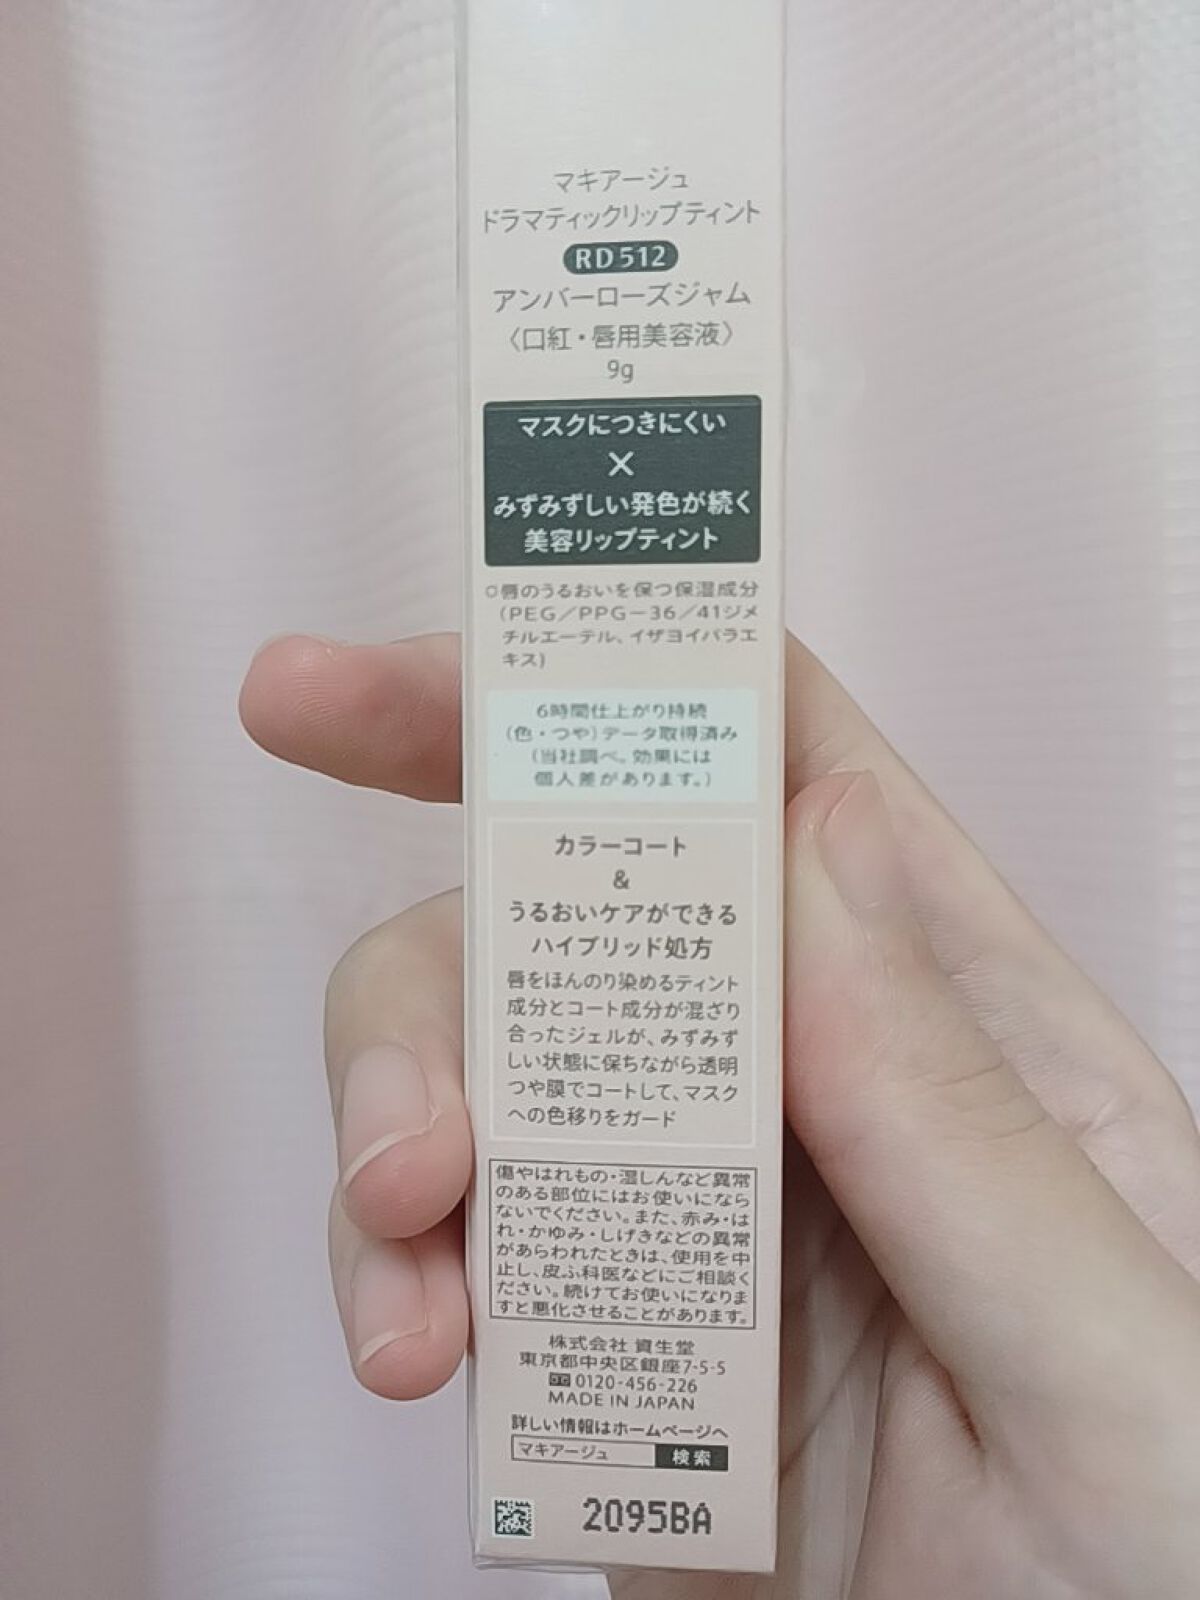 マキアージュ
ドラマティックリップティント
RD512
アンバーローズジャム
〈口紅・唇用美容液〉
9g
マスクにつきにくい
×
みずみずしい発色が続く
美容リップティント
○唇のうるおいを保つ保湿成分
(PEG/PPG-36/41ジメ
チルエーテル、イザヨイバラエ
キス)
6時間仕上がり持続
(色・つや)データ取得済み
(当社調べ。効果には
個人差があります。)
カラーコート
&
うるおいケアができる
ハイブリッド処方
唇をほんのり染めるティント
成分とコート成分が混ざり
合ったジェルが、みずみず
しい状態に保ちながら透明
つや膜でコートして、マスク
への色移りをガード
傷やはれもの・湿しんなど異常
のある部位にはお使いになら
ないでください。また、赤み・は
れ・かゆみ・しげきなどの異常
があらわれたときは、使用を中
止し、皮ふ科医などにご相談く
ださい。続けてお使いになりま
すと悪化させることがあります。
株式会社 資生堂
東京都中央区銀座7-5-5
0120-456-226
MADE IN JAPAN
詳しい情報はホームページへ
マキアージュ 検索
2095BA